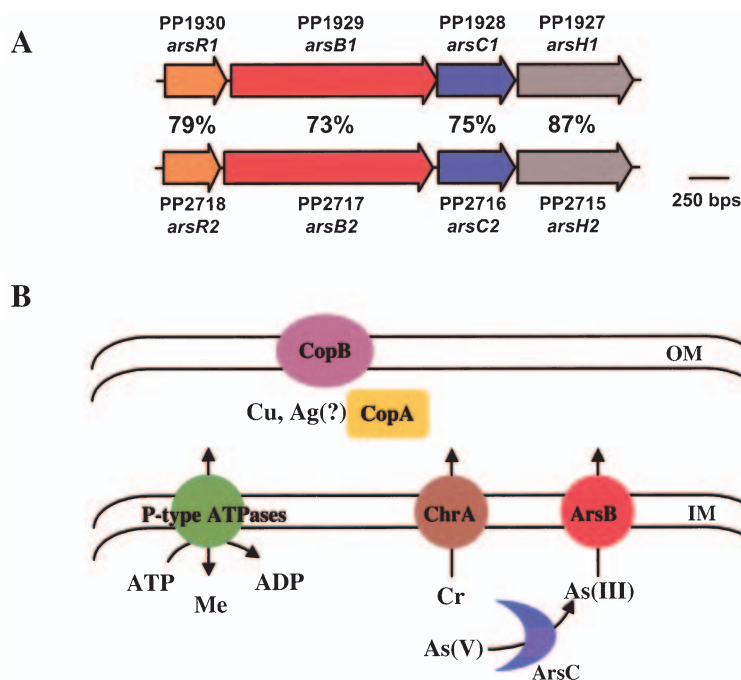 A
PP1930 PP1929 PP1928 PP1927
arsR1 arsB1 arsC1 arsH1
79% 73% 75% 87%
PP2718 PP2717 PP2716 PP2715
arsR2 arsB2 arsC2 arsH2
250 bps
B
CopB
OM
Cu, Ag(?) CopA
P-type ATPases ChrA ArsB IM
ATP ADP
Me Cr As(III)
As(V)
ArsC